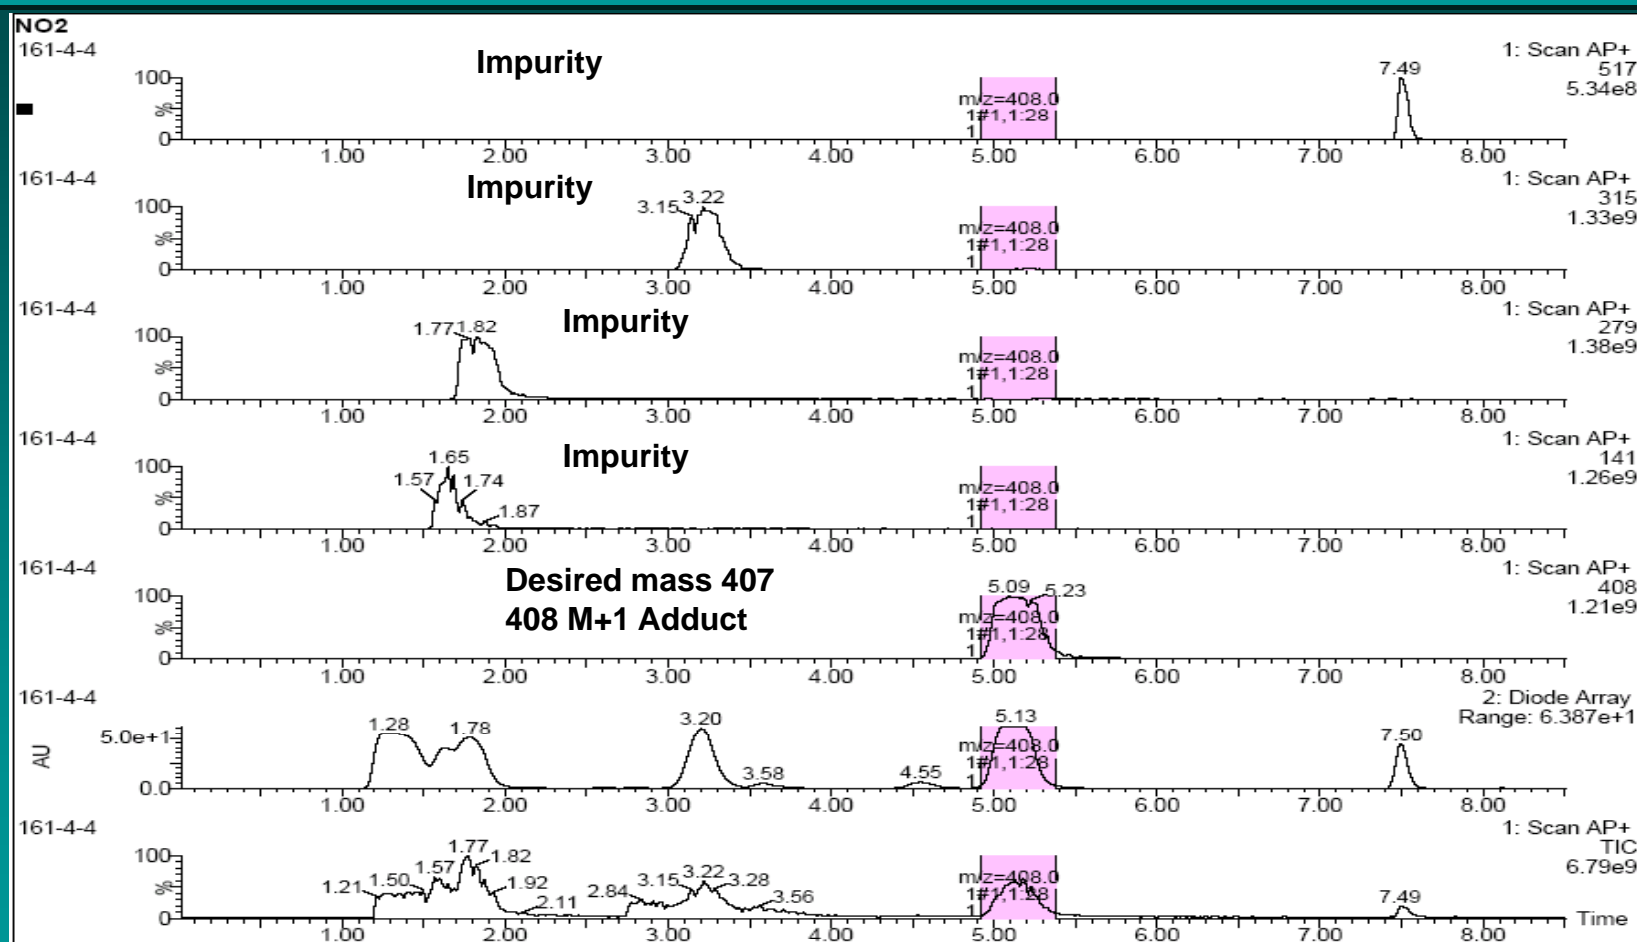 NO2
161-4-4
Impurity
1: Scan AP+
517
5.34e8
7.49
100
%
0
m/z=408.0
1#1,1:28
1
1.00 2.00 3.00 4.00 5.00 6.00 7.00 8.00
161-4-4
Impurity
1: Scan AP+
315
1.33e9
3.15 3.22
100
%
0
m/z=408.0
1#1,1:28
1
1.00 2.00 3.00 4.00 5.00 6.00 7.00 8.00
161-4-4
Impurity
1: Scan AP+
279
1.38e9
1.77 1.82
100
%
0
m/z=408.0
1#1,1:28
1
1.00 2.00 3.00 4.00 5.00 6.00 7.00 8.00
161-4-4
Impurity
1: Scan AP+
141
1.26e9
1.65
1.57 1.74
1.87
100
%
0
m/z=408.0
1#1,1:28
1
1.00 2.00 3.00 4.00 5.00 6.00 7.00 8.00
161-4-4
Desired mass 407
408 M+1 Adduct
1: Scan AP+
408
1.21e9
5.09 5.23
100
%
0
m/z=408.0
1#1,1:28
1
1.00 2.00 3.00 4.00 5.00 6.00 7.00 8.00
161-4-4
2: Diode Array
Range: 6.387e+1
1.28 1.78 3.20 3.58 4.55 5.13 7.50
5.0e+1
AU
0.0
m/z=408.0
1#1,1:28
1
1.00 2.00 3.00 4.00 5.00 6.00 7.00 8.00
161-4-4
1: Scan AP+
TIC
6.79e9
1.21 1.50 1.57 1.77 1.82 1.92 2.11 2.84 3.15 3.22 3.28 3.56 7.49
100
%
0
m/z=408.0
1#1,1:28
1
Time
1.00 2.00 3.00 4.00 5.00 6.00 7.00 8.00